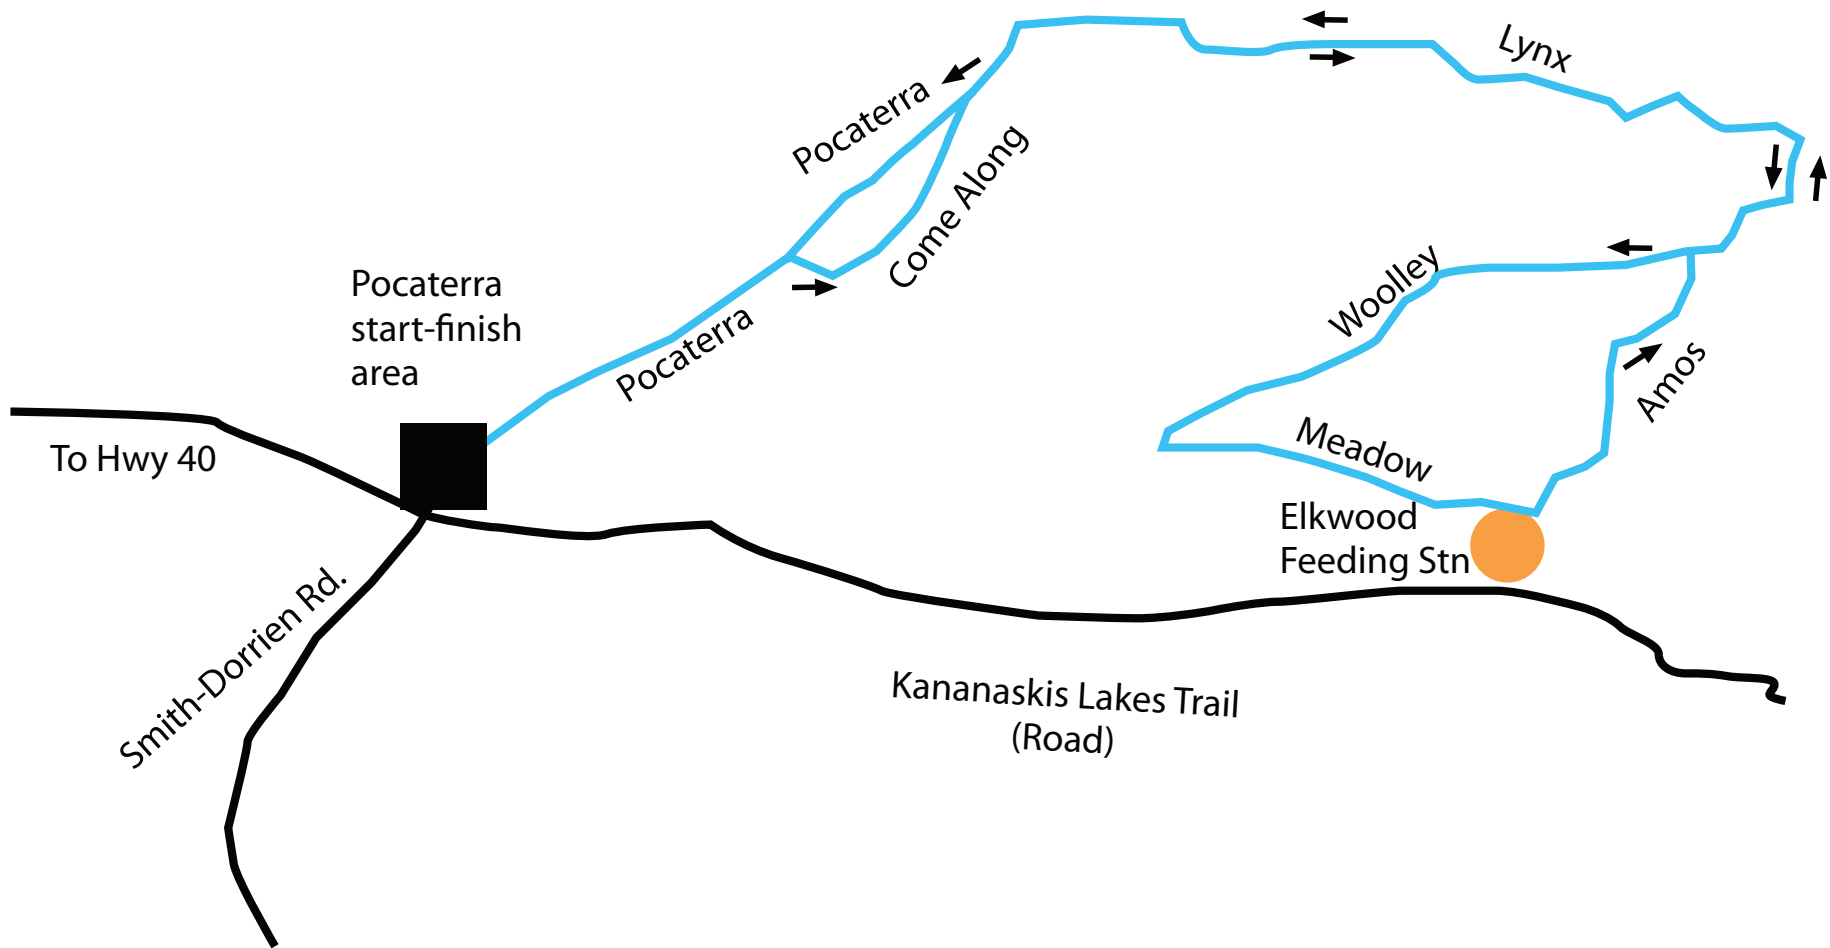 Lynx
Pocaterra
Come Along
Woolley
Pocaterra
start-finish
area
Pocaterra
Amos
Meadow
To Hwy 40
Elkwood
Feeding Stn
Smith-Dorrien Rd.
Kananaskis Lakes Trail
(Road)